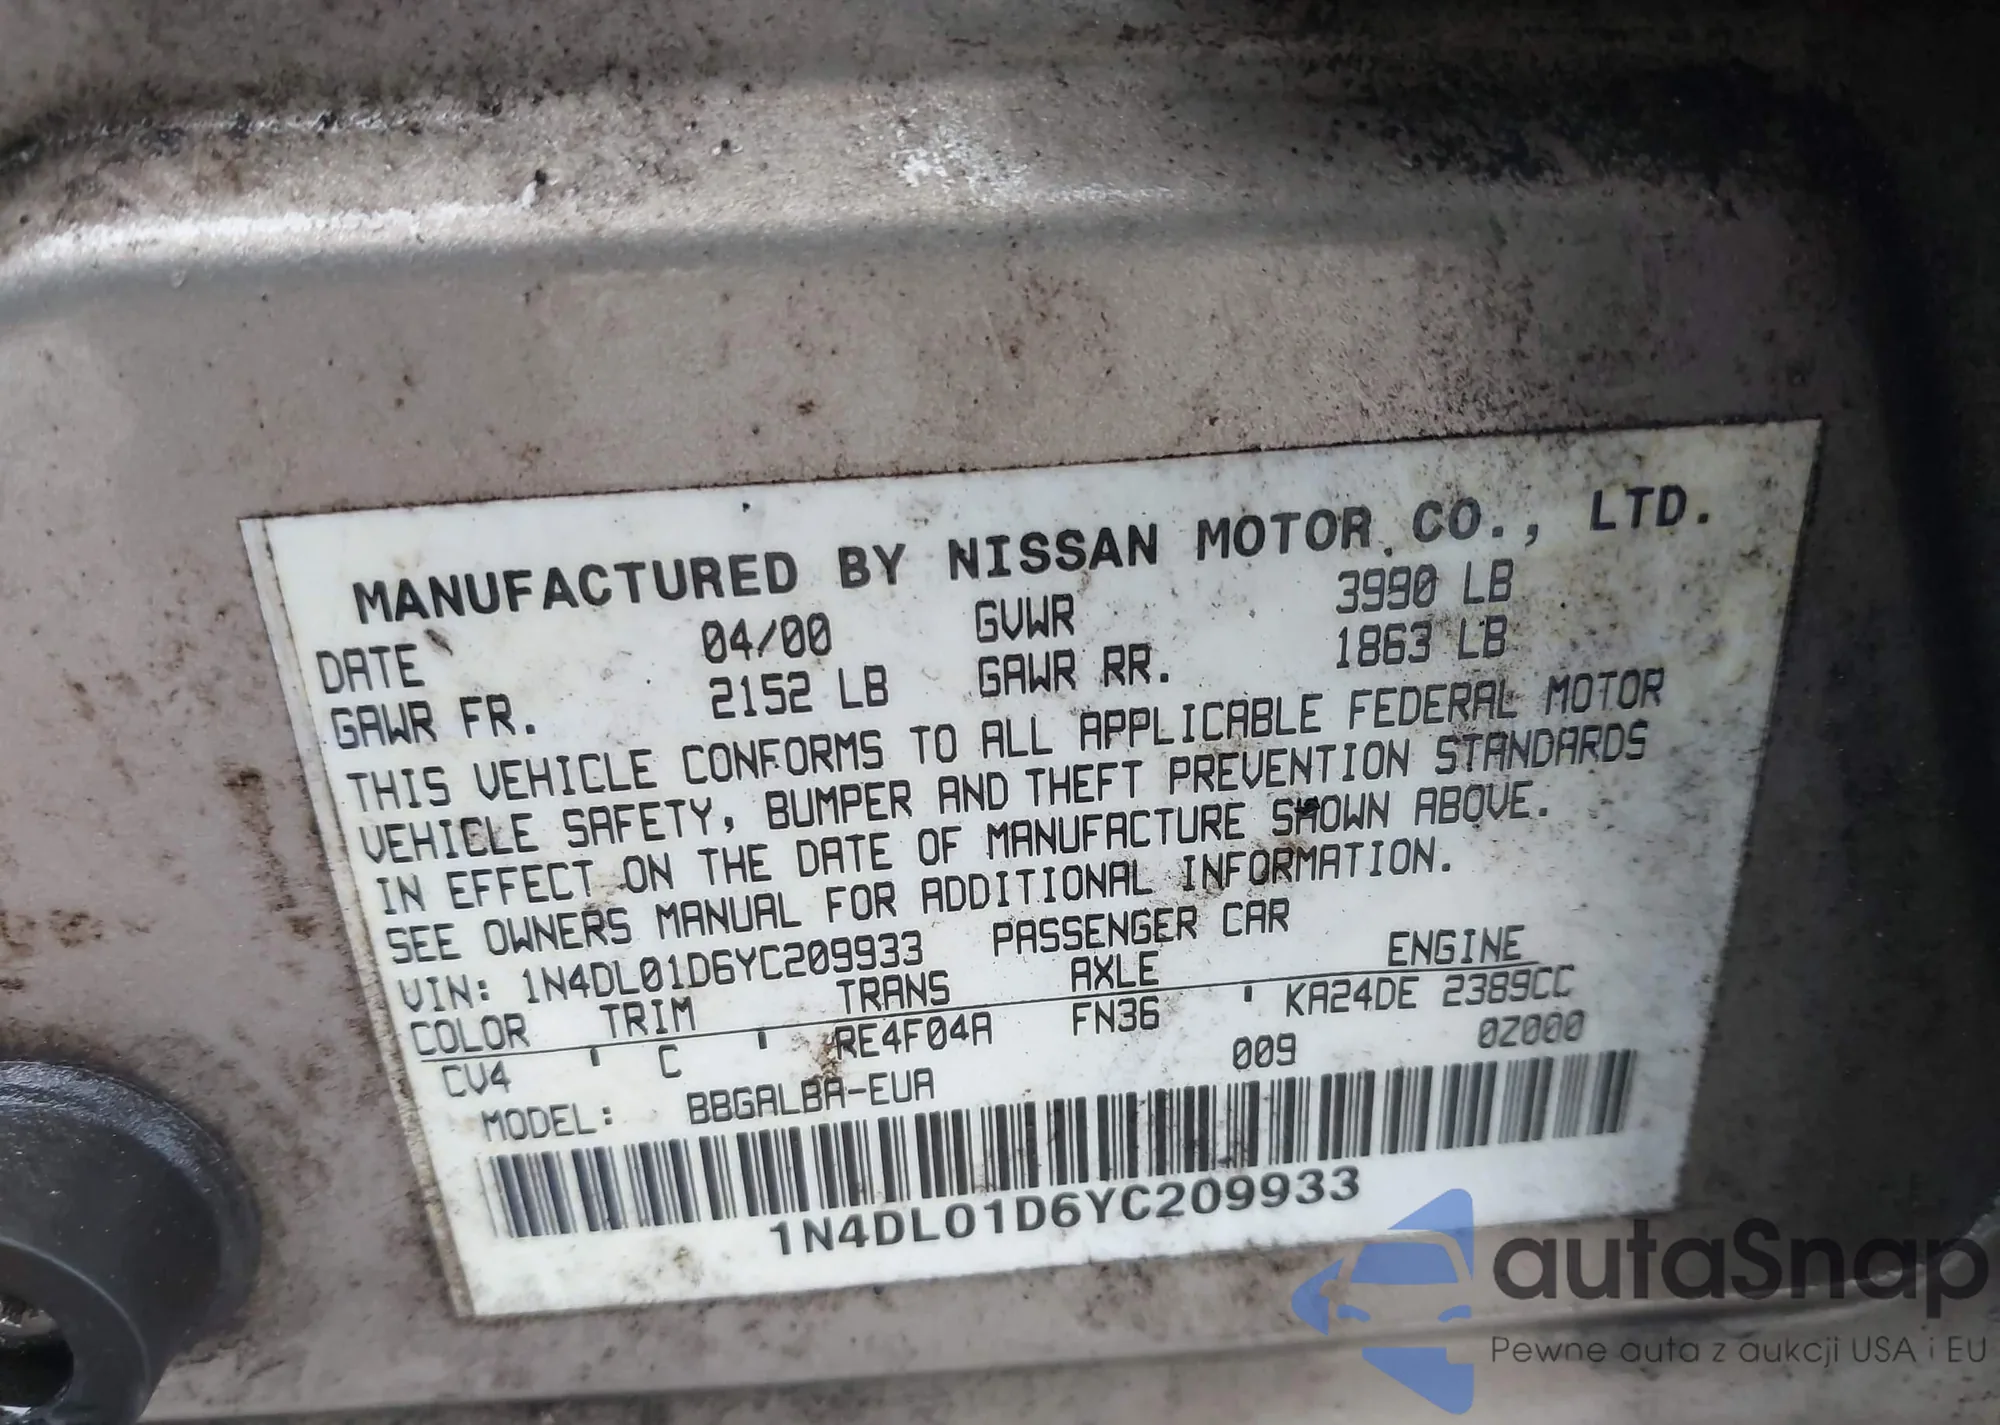 MANUFACTURED BY NISSAN MOTOR CO., LTD.
DATE 04/00 GVWR 3990 LB
GAWR FR. 2152 LB GAWR RR. 1863 LB
THIS VEHICLE CONFORMS TO ALL APPLICABLE FEDERAL MOTOR
VEHICLE SAFETY, BUMPER AND THEFT PREVENTION STANDARDS
IN EFFECT ON THE DATE OF MANUFACTURE SHOWN ABOVE.
SEE OWNERS MANUAL FOR ADDITIONAL INFORMATION.
VIN: 1N4DL01D6YC209933 PASSENGER CAR
COLOR TRIM TRANS AXLE ENGINE
CV4 ' C ' RE4F04A FN36 ' KA24DE 2389CC
MODEL: BBGALBA-EUA 009 0Z000
1N4DL01D6YC209933
autaSnap
Pewne auta z aukcji USA i EU